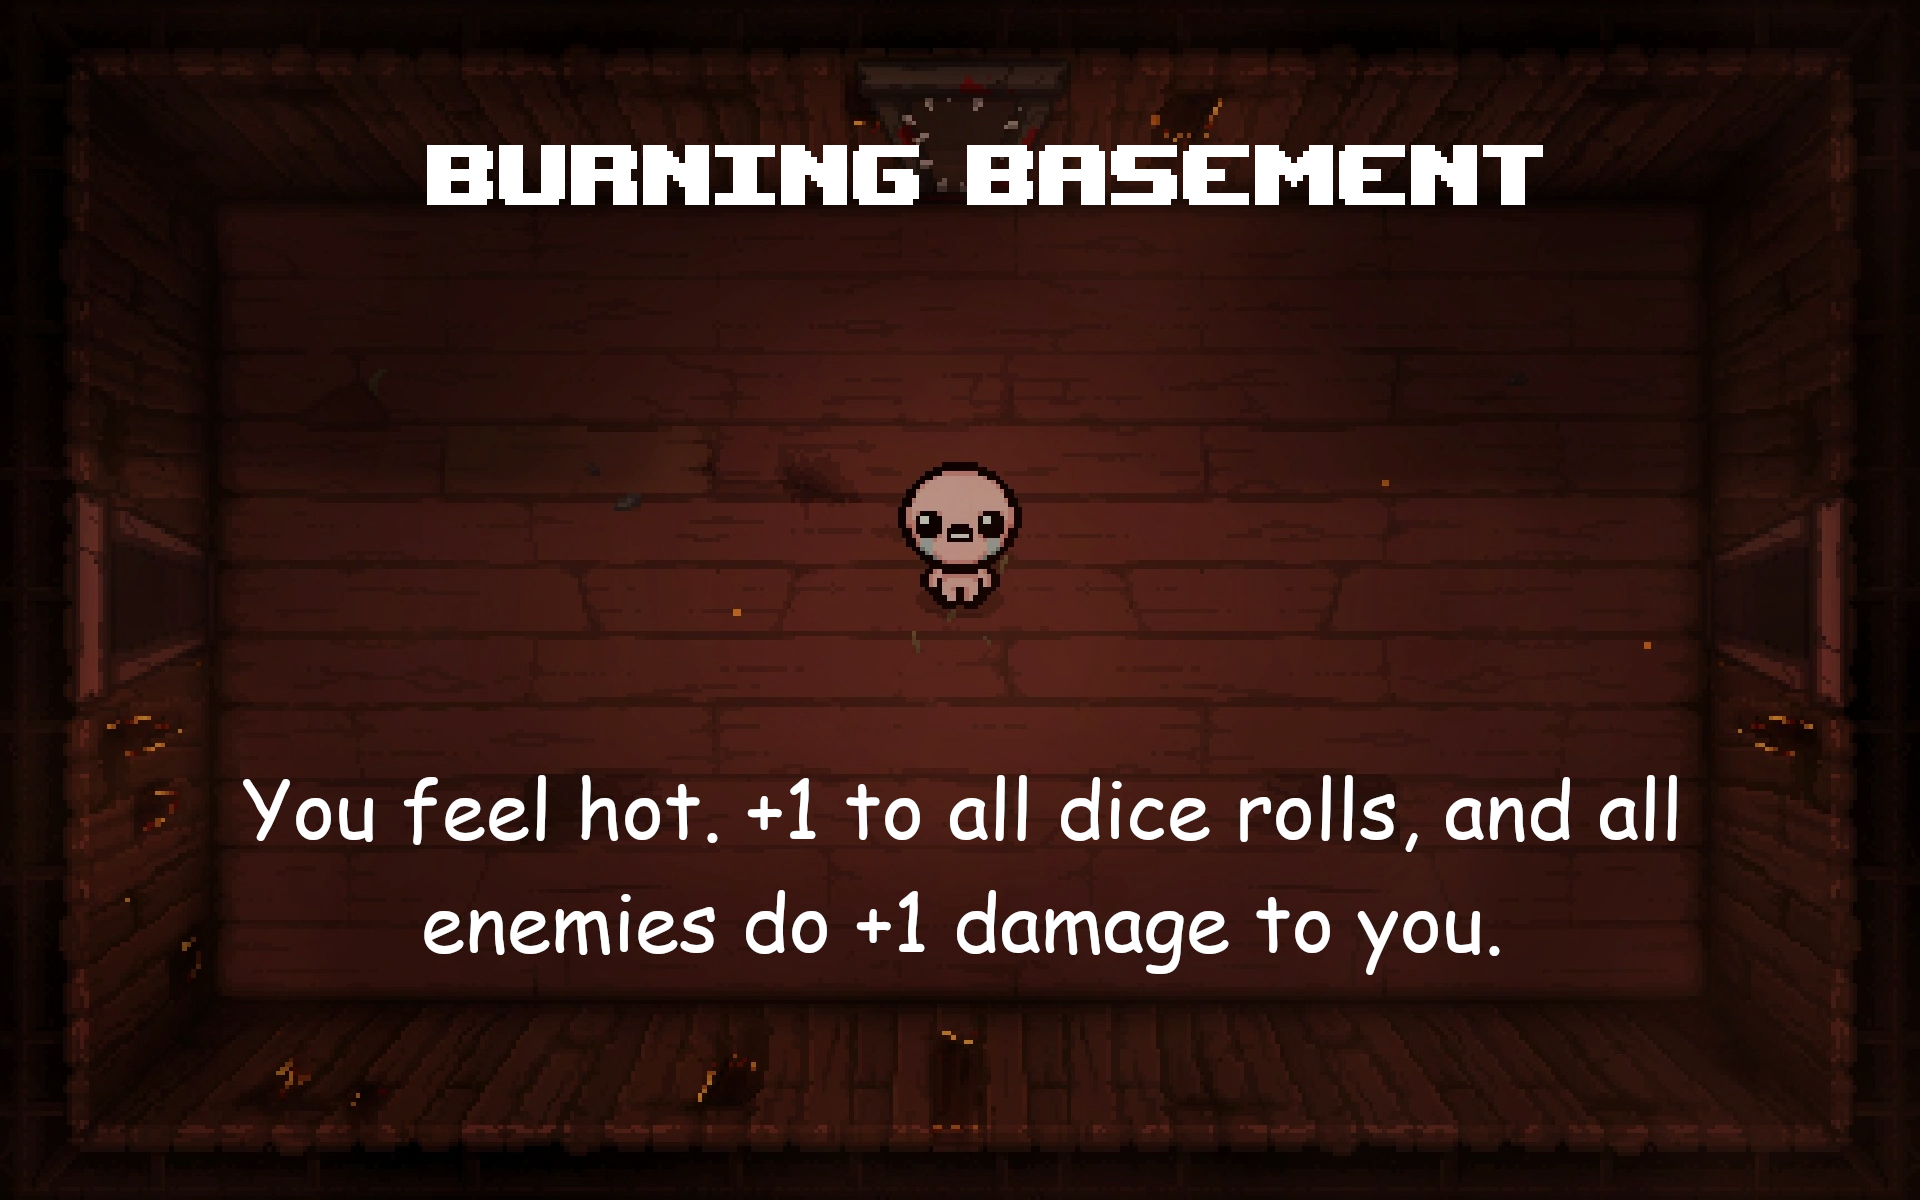 BURNING BASEMENT
You feel hot. +1 to all dice rolls, and all
enemies do +1 damage to you.